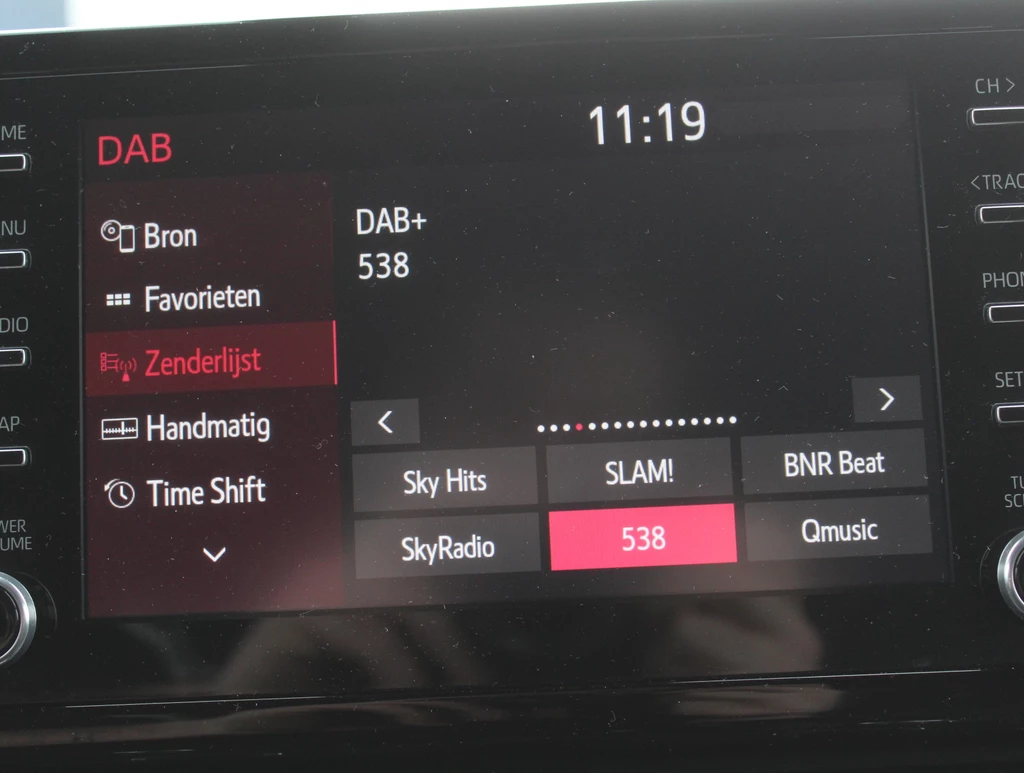 DAB
11:19
Bron
Favorieten
Zenderlijst
Handmatig
Time Shift
DAB+
538
Sky Hits
SLAM!
BNR Beat
SkyRadio
538
Qmusic
CH >